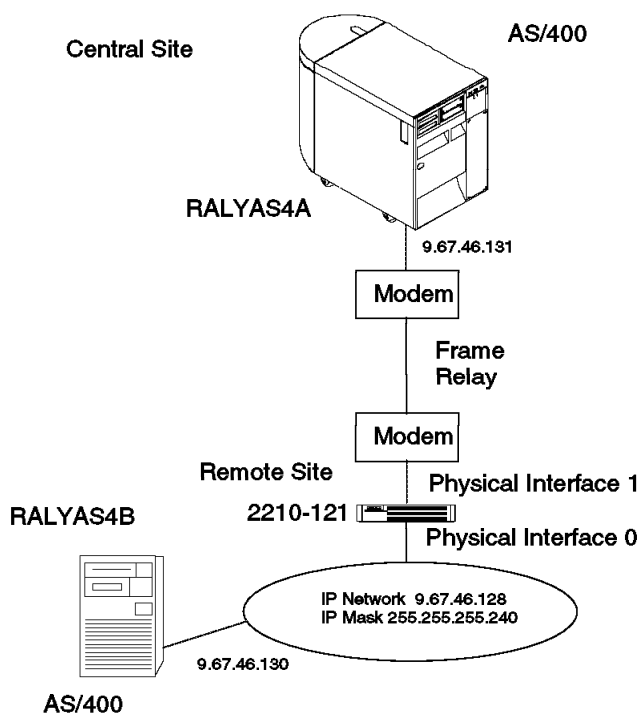 Central Site
AS/400
RALYAS4A
9.67.46.131
Modem
Frame
Relay
Modem
Remote Site
Physical Interface 1
2210-121
RALYAS4B
Physical Interface 0
IP Network 9.67.46.128
IP Mask 255.255.255.240
9.67.46.130
AS/400